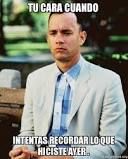 TU CARA CUANDO
INTENTAS RECORDAR LO QUE
HICISTE AYER..